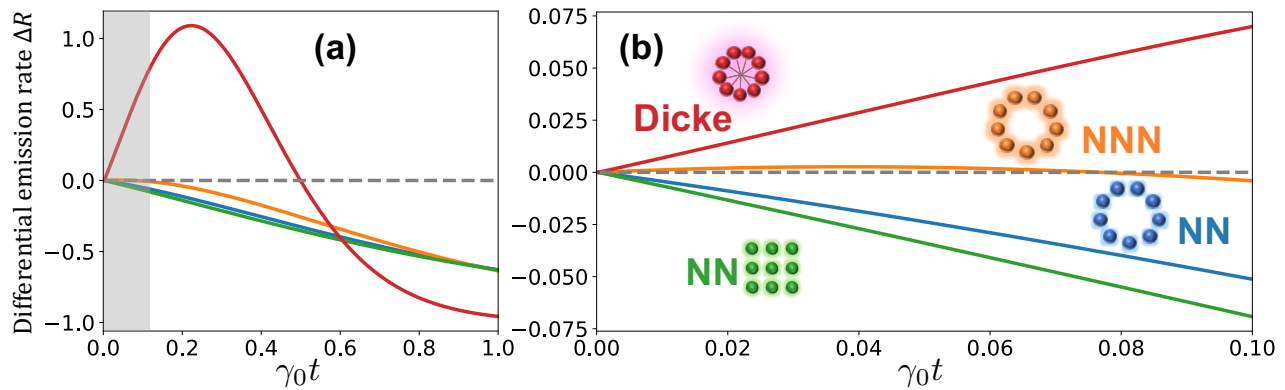 Differential emission rate ΔR
1.0
0.5
0.0
−0.5
−1.0
(a)
0.0 0.2 0.4 0.6 0.8 1.0
γ₀t
0.075
0.050
0.025
0.000
−0.025
−0.050
−0.075
(b)
Dicke
NNN
NN
NN
0.00 0.02 0.04 0.06 0.08 0.10
γ₀t